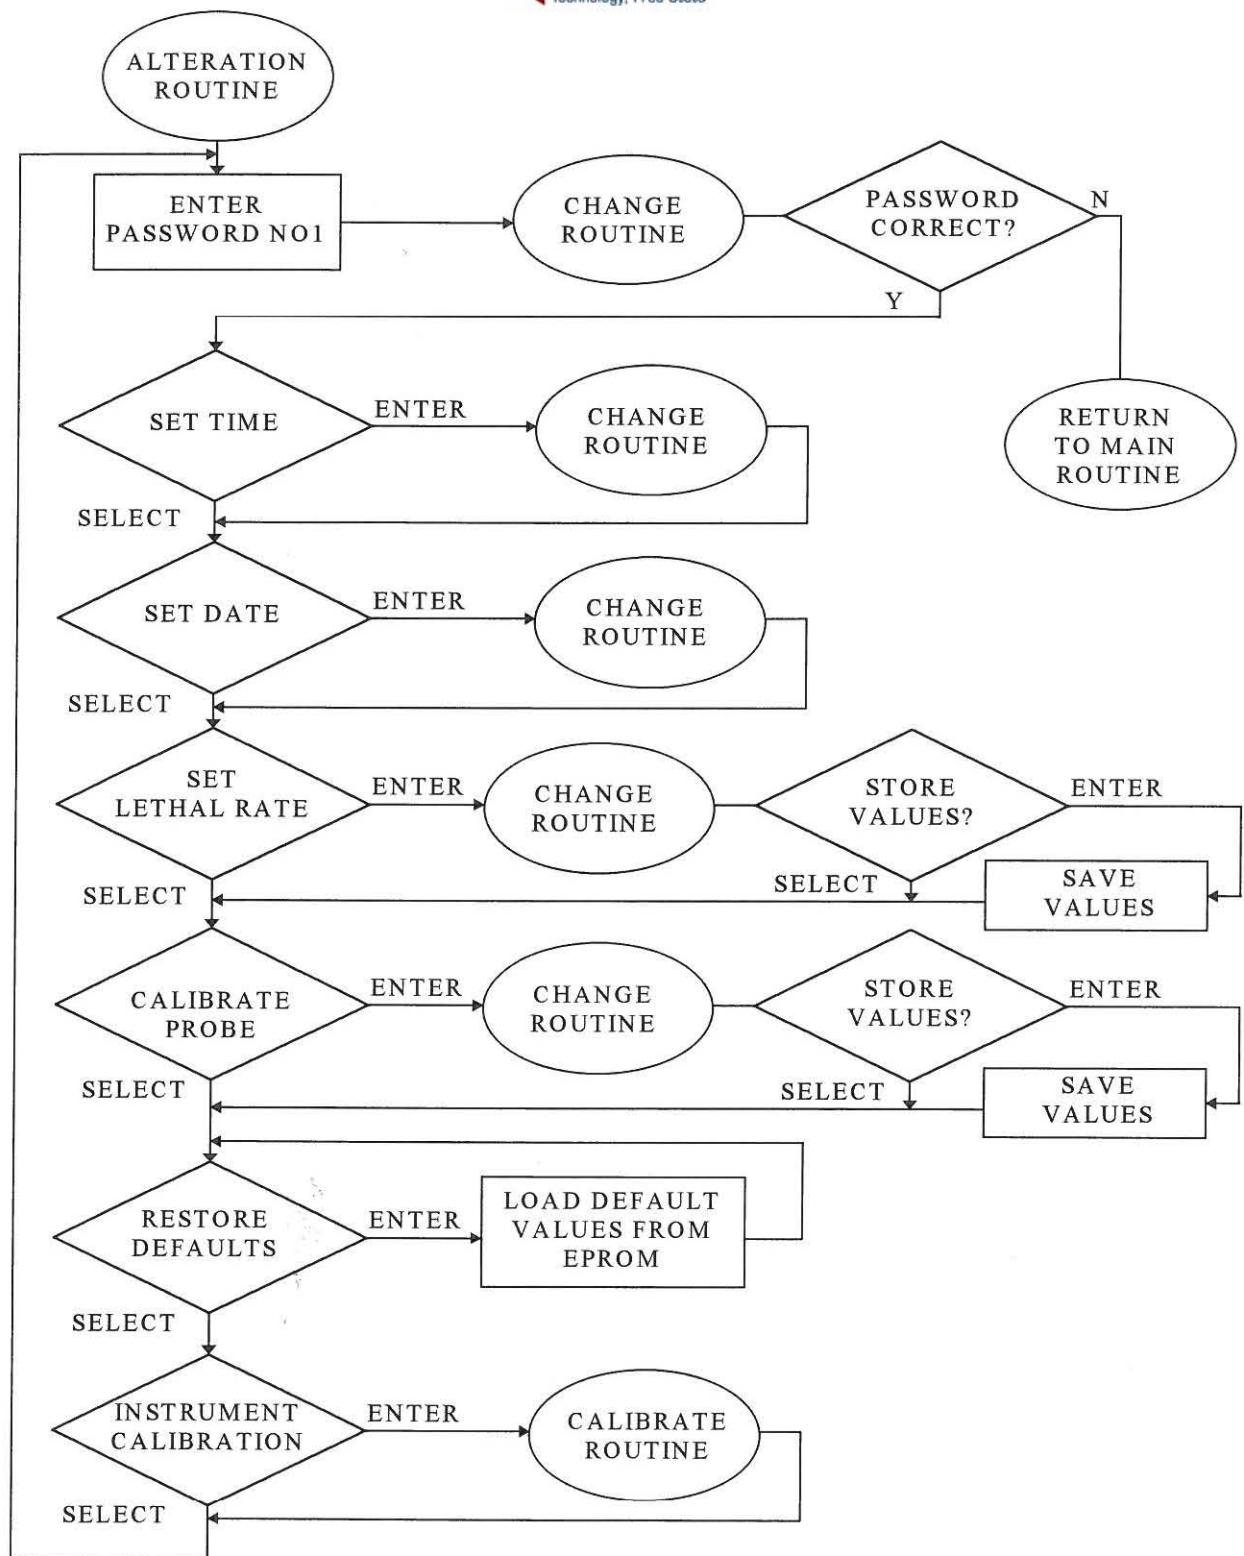 Technology, Free State
ALTERATION
ROUTINE
ENTER
PASSWORD NO1
CHANGE
ROUTINE
PASSWORD
CORRECT?
N
Y
SET TIME
ENTER
CHANGE
ROUTINE
RETURN
TO MAIN
ROUTINE
SELECT
SET DATE
ENTER
CHANGE
ROUTINE
SELECT
SET
LETHAL RATE
ENTER
CHANGE
ROUTINE
STORE
VALUES?
ENTER
SELECT
SELECT
SAVE
VALUES
CALIBRATE
PROBE
ENTER
CHANGE
ROUTINE
STORE
VALUES?
ENTER
SELECT
SELECT
SAVE
VALUES
RESTORE
DEFAULTS
ENTER
LOAD DEFAULT
VALUES FROM
EPROM
SELECT
INSTRUMENT
CALIBRATION
ENTER
CALIBRATE
ROUTINE
SELECT